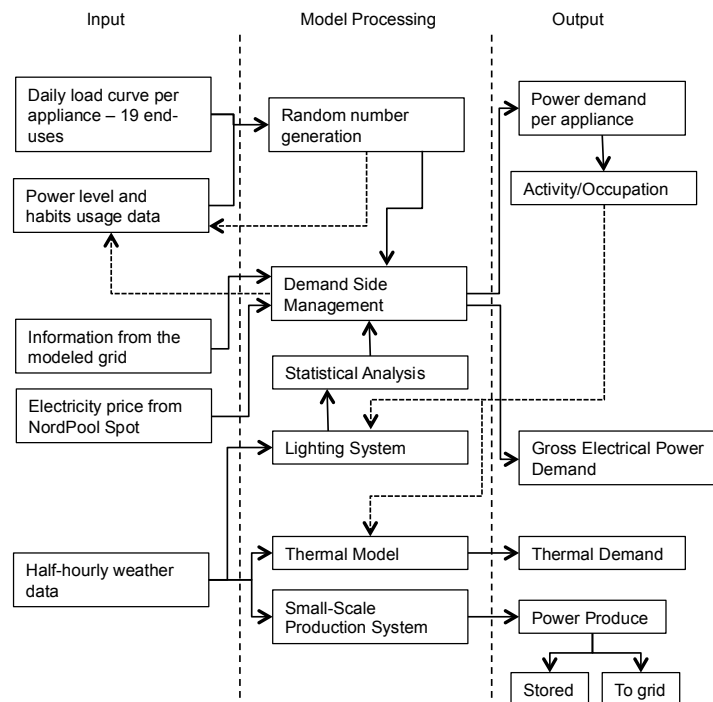 Input
Model Processing
Output
Daily load curve per
appliance – 19 end-
uses
Random number
generation
Power demand
per appliance
Power level and
habits usage data
Activity/Occupation
Demand Side
Management
Information from the
modeled grid
Statistical Analysis
Electricity price from
NordPool Spot
Lighting System
Gross Electrical Power
Demand
Half-hourly weather
data
Thermal Model
Thermal Demand
Small-Scale
Production System
Power Produce
Stored
To grid